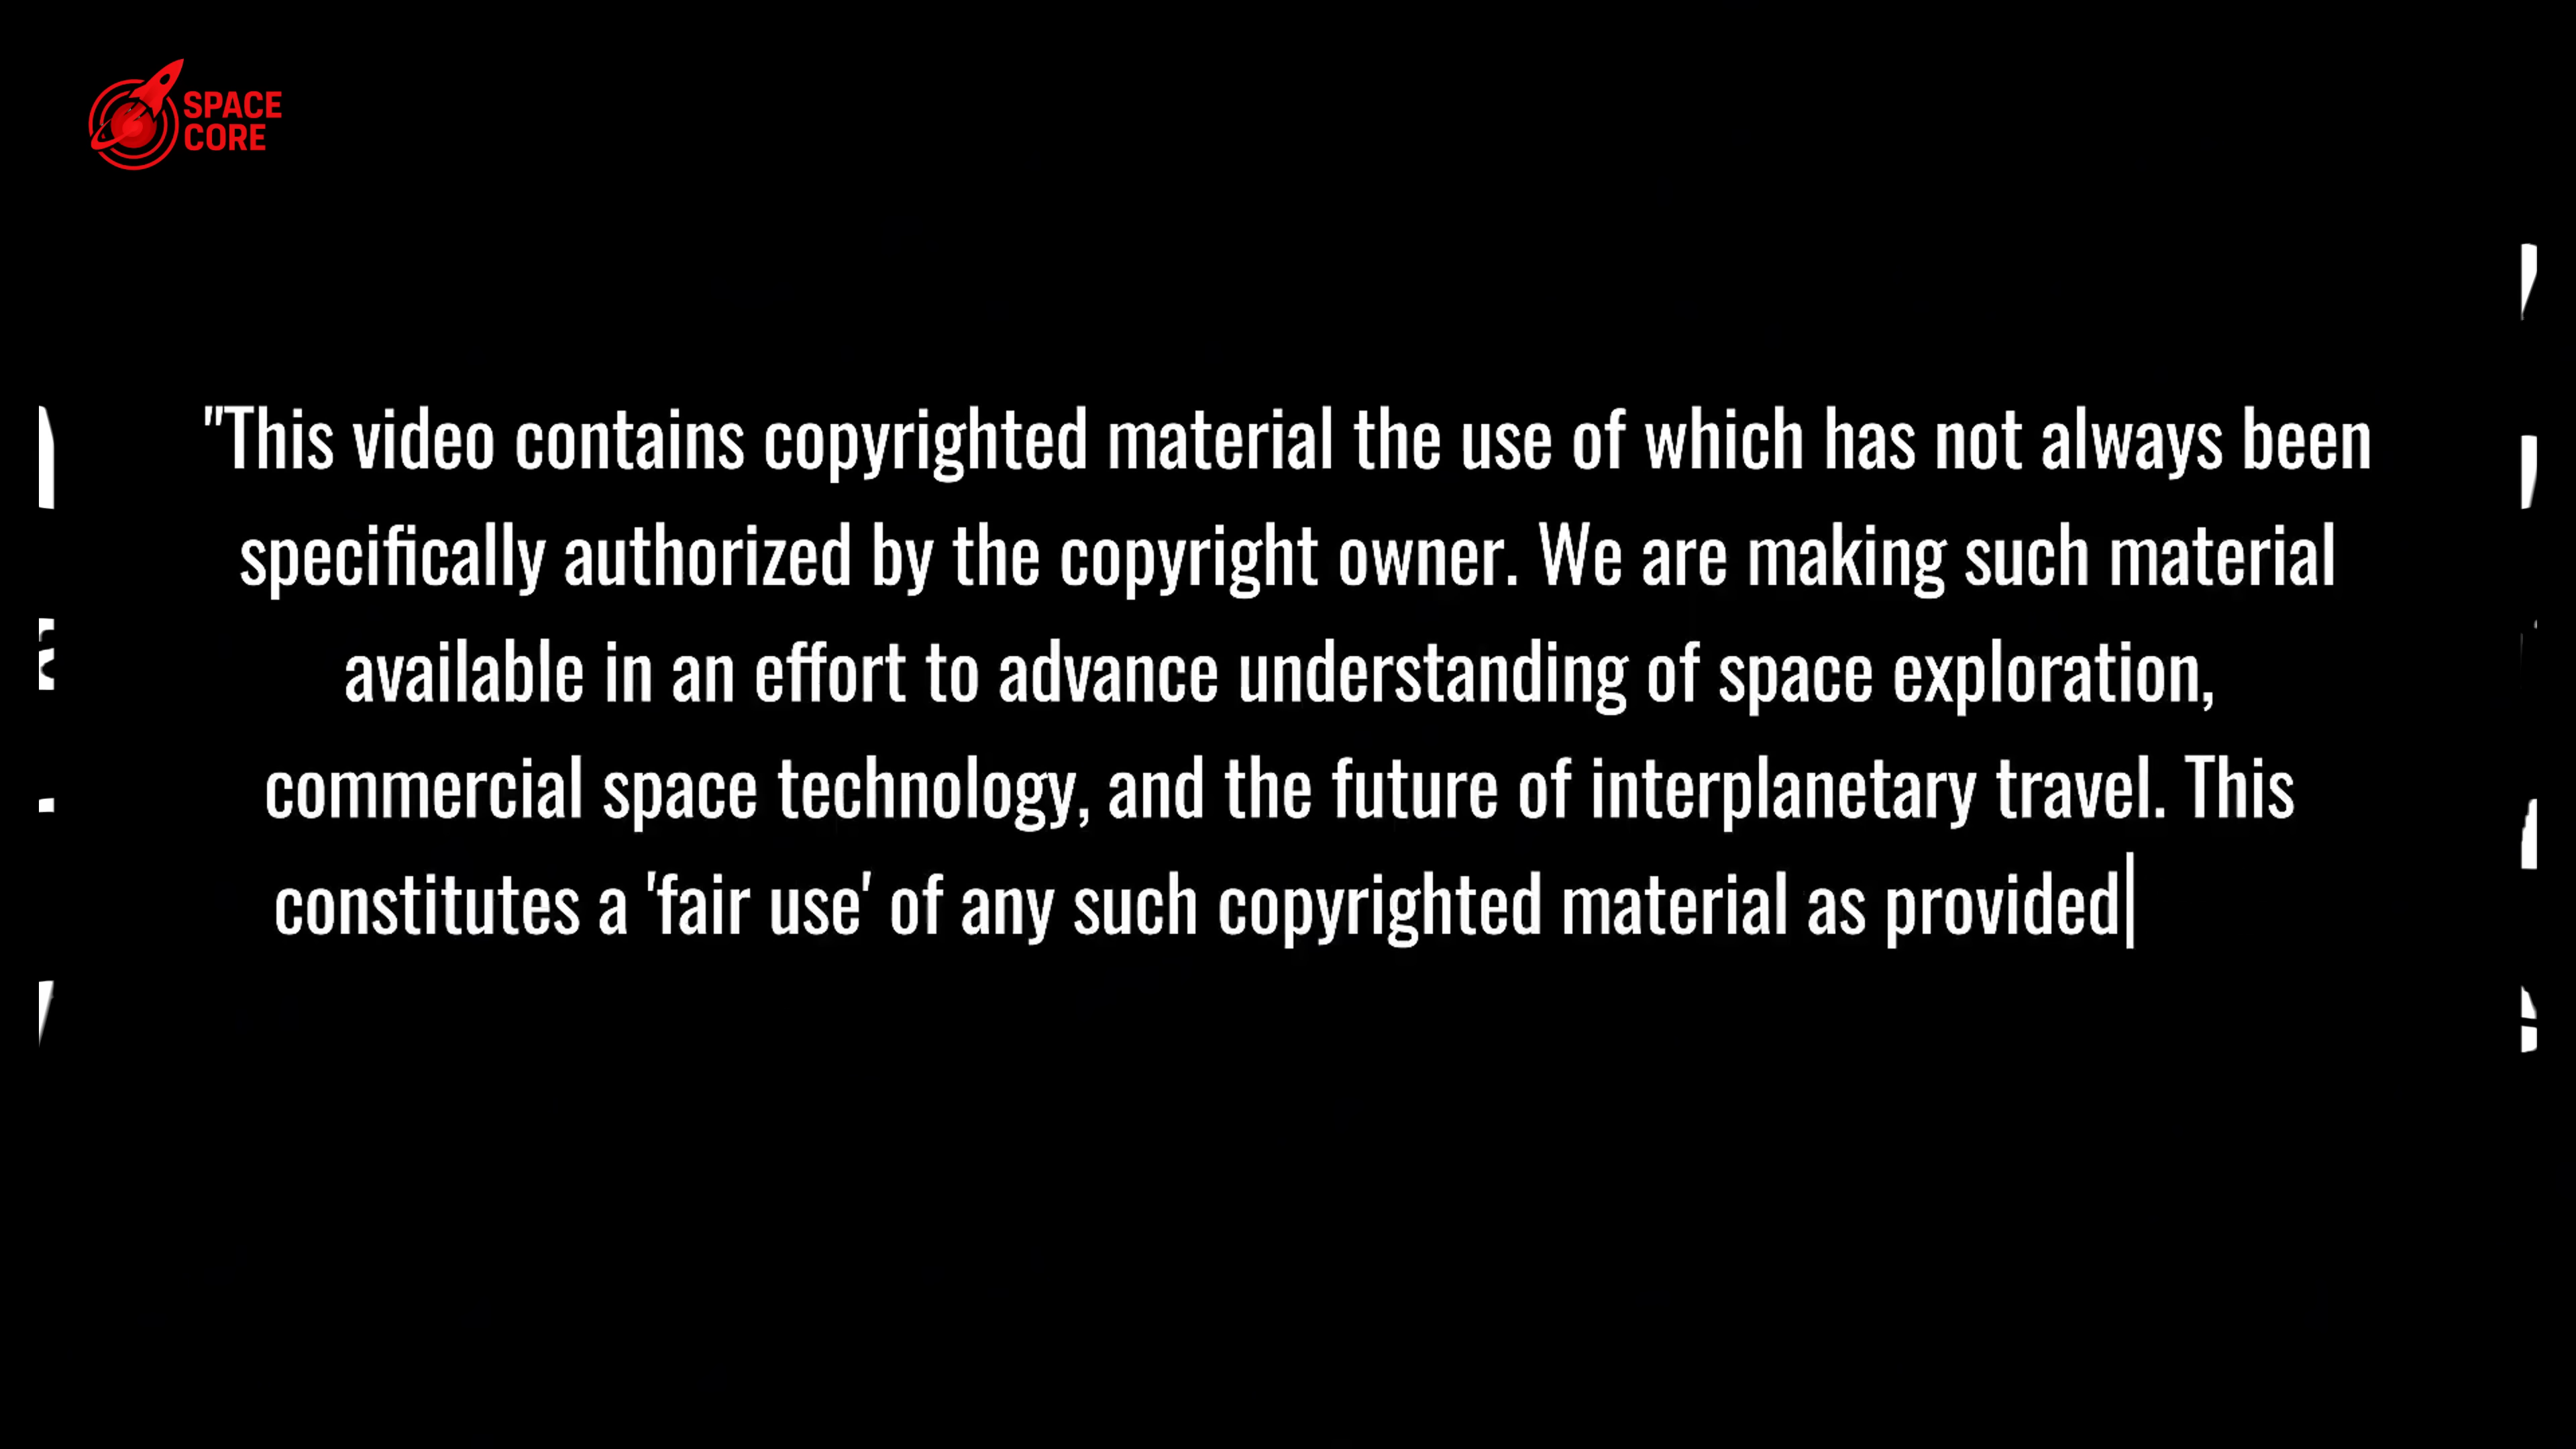 SPACE
CORE
"This video contains copyrighted material the use of which has not always been
specifically authorized by the copyright owner. We are making such material
available in an effort to advance understanding of space exploration,
commercial space technology, and the future of interplanetary travel. This
constitutes a 'fair use' of any such copyrighted material as provided